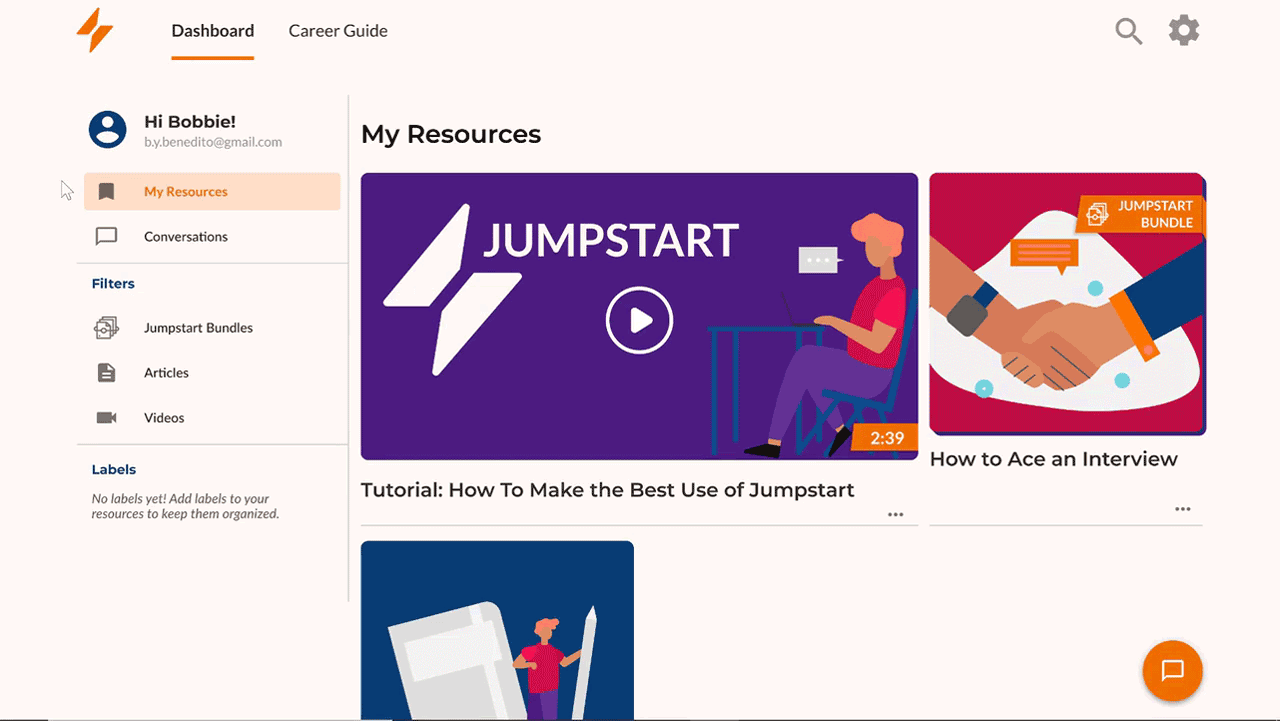 Dashboard
Career Guide
Hi Bobbie!
b.y.benedito@gmail.com
My Resources
Conversations
Filters
Jumpstart Bundles
Articles
Videos
Labels
No labels yet! Add labels to your
resources to keep them organized.
My Resources
JUMPSTART
2:39
Tutorial: How To Make the Best Use of Jumpstart
JUMPSTART
BUNDLE
How to Ace an Interview